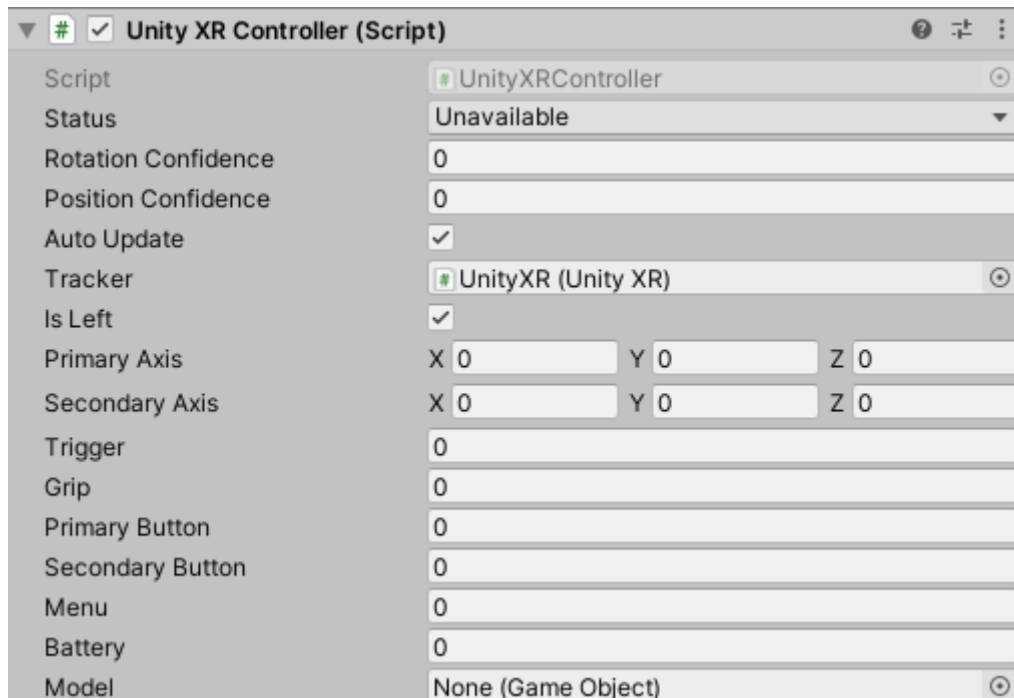 Unity XR Controller (Script)
Script UnityXRController
Status Unavailable
Rotation Confidence 0
Position Confidence 0
Auto Update
Tracker UnityXR (Unity XR)
Is Left
Primary Axis X 0 Y 0 Z 0
Secondary Axis X 0 Y 0 Z 0
Trigger 0
Grip 0
Primary Button 0
Secondary Button 0
Menu 0
Battery 0
Model None (Game Object)